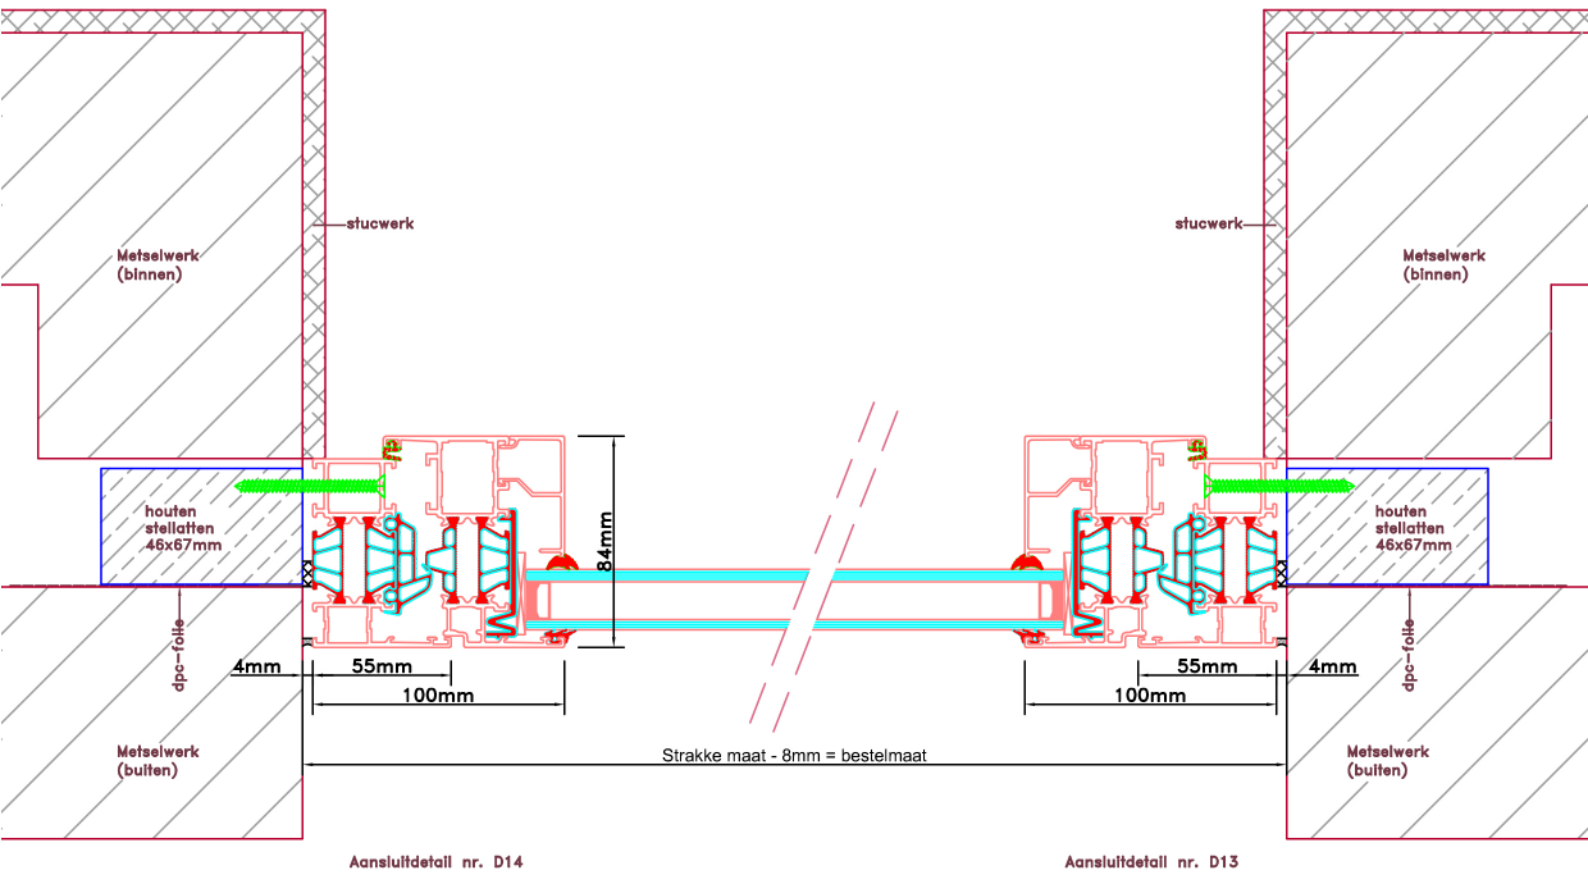 stucwerk
stucwerk
Metselwerk
(binnen)
Metselwerk
(binnen)
houten
stellatten
46x67mm
84mm
houten
stellatten
46x67mm
dpc-folie
dpc-folie
4mm
55mm
100mm
55mm
4mm
100mm
Strakke maat - 8mm = bestelmaat
Metselwerk
(buiten)
Metselwerk
(buiten)
Aansluitdetail nr. D14
Aansluitdetail nr. D13